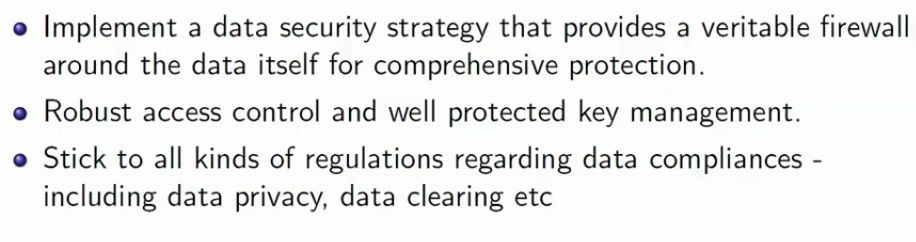 Implement a data security strategy that provides a veritable firewall
around the data itself for comprehensive protection.
Robust access control and well protected key management.
Stick to all kinds of regulations regarding data compliances -
including data privacy, data clearing etc